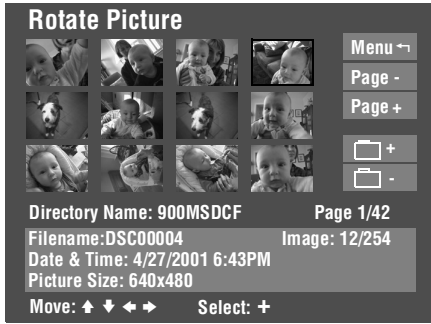 Rotate Picture
Menu
Page -
Page +
+
-
Directory Name: 900MSDCF Page 1/42
Filename:DSC00004 Image: 12/254
Date & Time: 4/27/2001 6:43PM
Picture Size: 640x480
Move: ↑ ↓ ← → Select: +